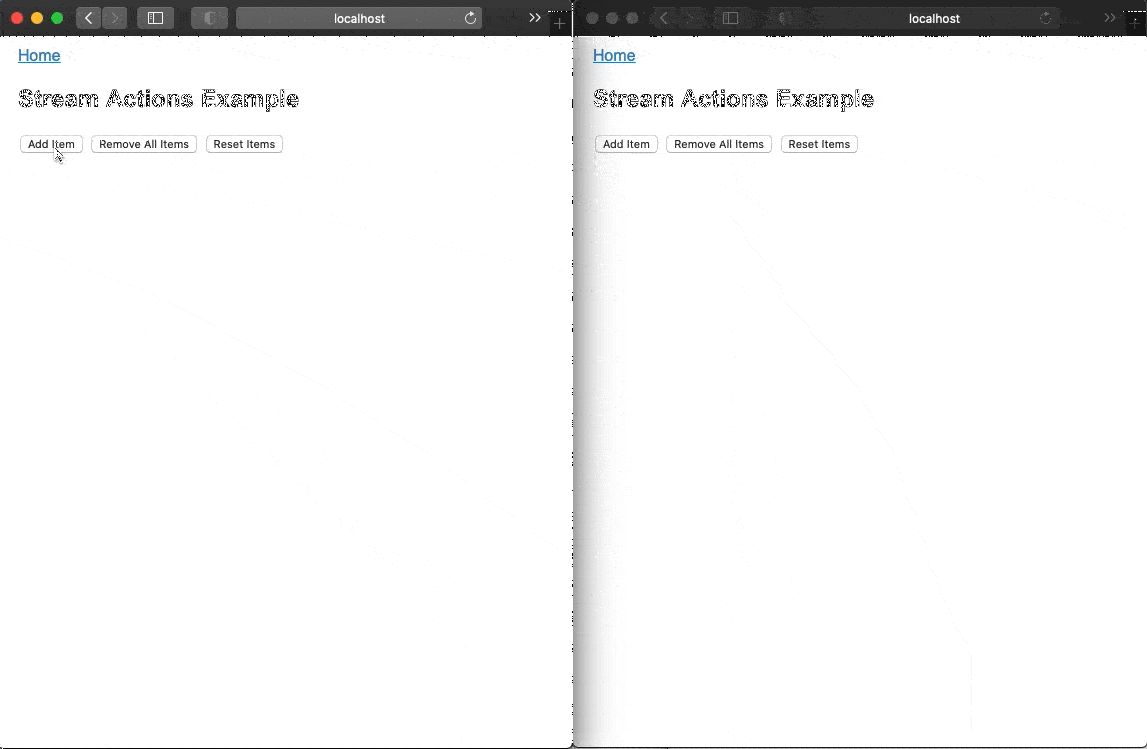 localhost
Home
Stream Actions Example
Add Item Remove All Items Reset Items
localhost
Home
Stream Actions Example
Add Item Remove All Items Reset Items